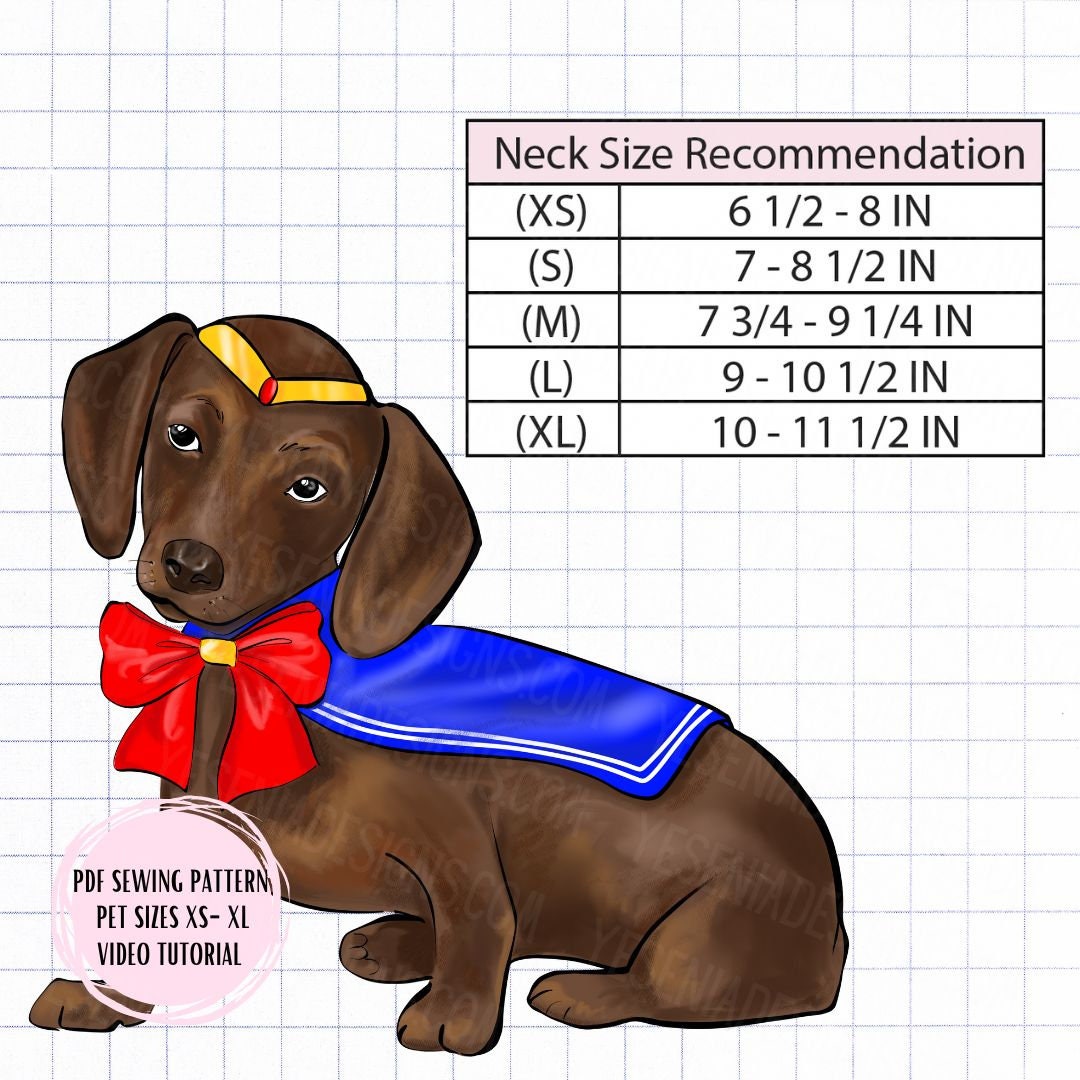 Neck Size Recommendation
(XS) 6 1/2 - 8 IN
(S) 7 - 8 1/2 IN
(M) 7 3/4 - 9 1/4 IN
(L) 9 - 10 1/2 IN
(XL) 10 - 11 1/2 IN
PDF SEWING PATTERN
PET SIZES XS- XL
VIDEO TUTORIAL
YESENIADESIGNS.COM